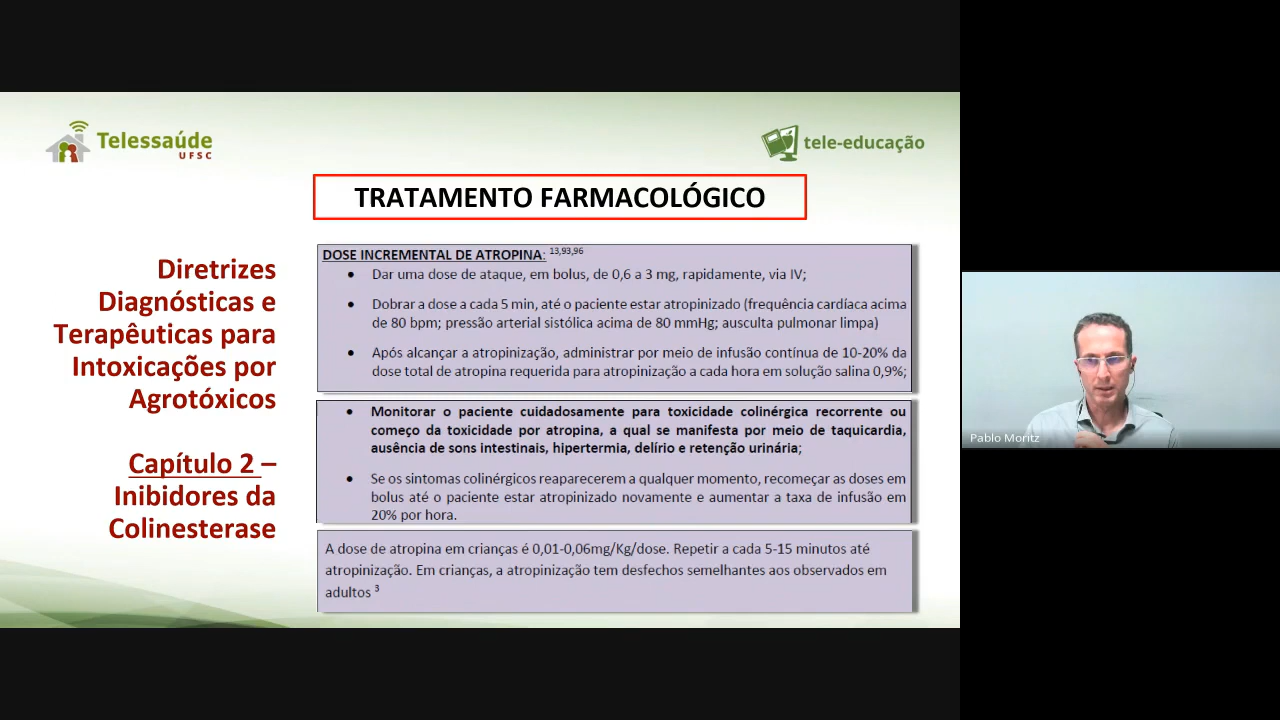 Telessaúde
UFSC
tele-educação
TRATAMENTO FARMACOLÓGICO
Diretrizes
Diagnósticas e
Terapêuticas para
Intoxicações por
Agrotóxicos
Capítulo 2 –
Inibidores da
Colinesterase
DOSE INCREMENTAL DE ATROPINA: 13,93,96
• Dar uma dose de ataque, em bolus, de 0,6 a 3 mg, rapidamente, via IV;
• Dobrar a dose a cada 5 min, até o paciente estar atropinizado (frequência cardíaca acima
de 80 bpm; pressão arterial sistólica acima de 80 mmHg; ausculta pulmonar limpa)
• Após alcançar a atropinização, administrar por meio de infusão contínua de 10-20% da
dose total de atropina requerida para atropinização a cada hora em solução salina 0,9%;
• Monitorar o paciente cuidadosamente para toxicidade colinérgica recorrente ou
começo da toxicidade por atropina, a qual se manifesta por meio de taquicardia,
ausência de sons intestinais, hipertermia, delírio e retenção urinária;
• Se os sintomas colinérgicos reaparecerem a qualquer momento, recomeçar as doses em
bolus até o paciente estar atropinizado novamente e aumentar a taxa de infusão em
20% por hora.
A dose de atropina em crianças é 0,01-0,06mg/Kg/dose. Repetir a cada 5-15 minutos até
atropinização. Em crianças, a atropinização tem desfechos semelhantes aos observados em
adultos 3
Pablo Moritz